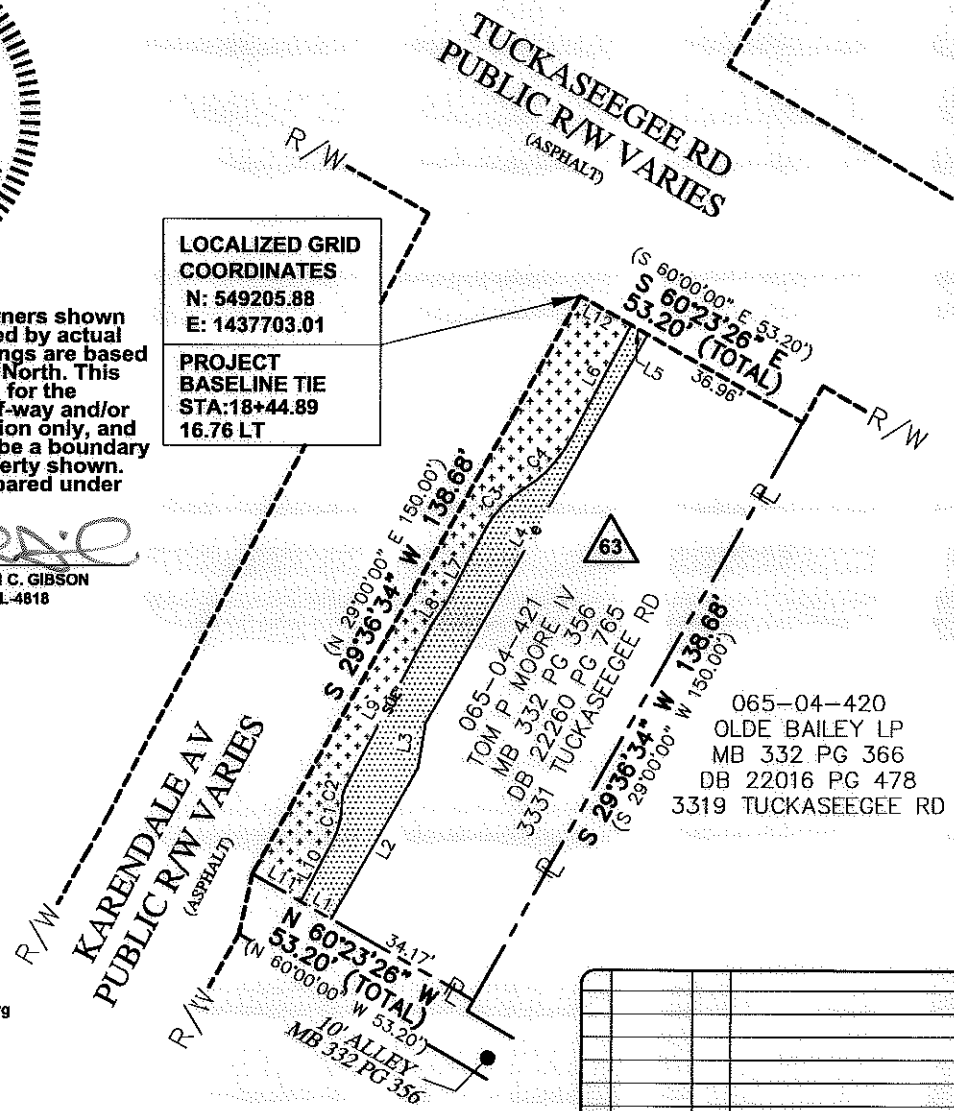 TUCKASEEGEE RD
PUBLIC R/W VARIES
(ASPHALT)
R/W
LOCALIZED GRID
COORDINATES
N: 549205.88
E: 1437703.01
PROJECT
BASELINE TIE
STA:18+44.89
16.76 LT
rners shown
ed by actual
ngs are based
North. This
for the
f-way and/or
ion only, and
be a boundary
erty shown.
pared under
C. GIBSON
L-4818
(S 60°00'00" E 53.20')
S 60°23'26" E
53.20' (TOTAL)
36.96'
R/W
L12
L6
L5
C4
C3
L4
e
L7
L8
L9
SUE
L3
C2
C1
L10
L11
L1
L2
(N 29°00'00" E 150.00')
S 29°36'34" W 138.68'
63
065-04-421
TOM P MOORE IV
MB 332 PG 356
DB 22260 PG 765
3331 TUCKASEEGEE RD
PL
S 29°36'34" W 138.68'
(S 29°00'00" W 150.00')
PL
065-04-420
OLDE BAILEY LP
MB 332 PG 366
DB 22016 PG 478
3319 TUCKASEEGEE RD
KARENDALE AV
PUBLIC R/W VARIES
(ASPHALT)
R/W
R/W
34.17'
N 60°23'26" W
53.20' (TOTAL)
(N 60°00'00" W 53.20')
PL
10' ALLEY
MB 332 PG 356
rg